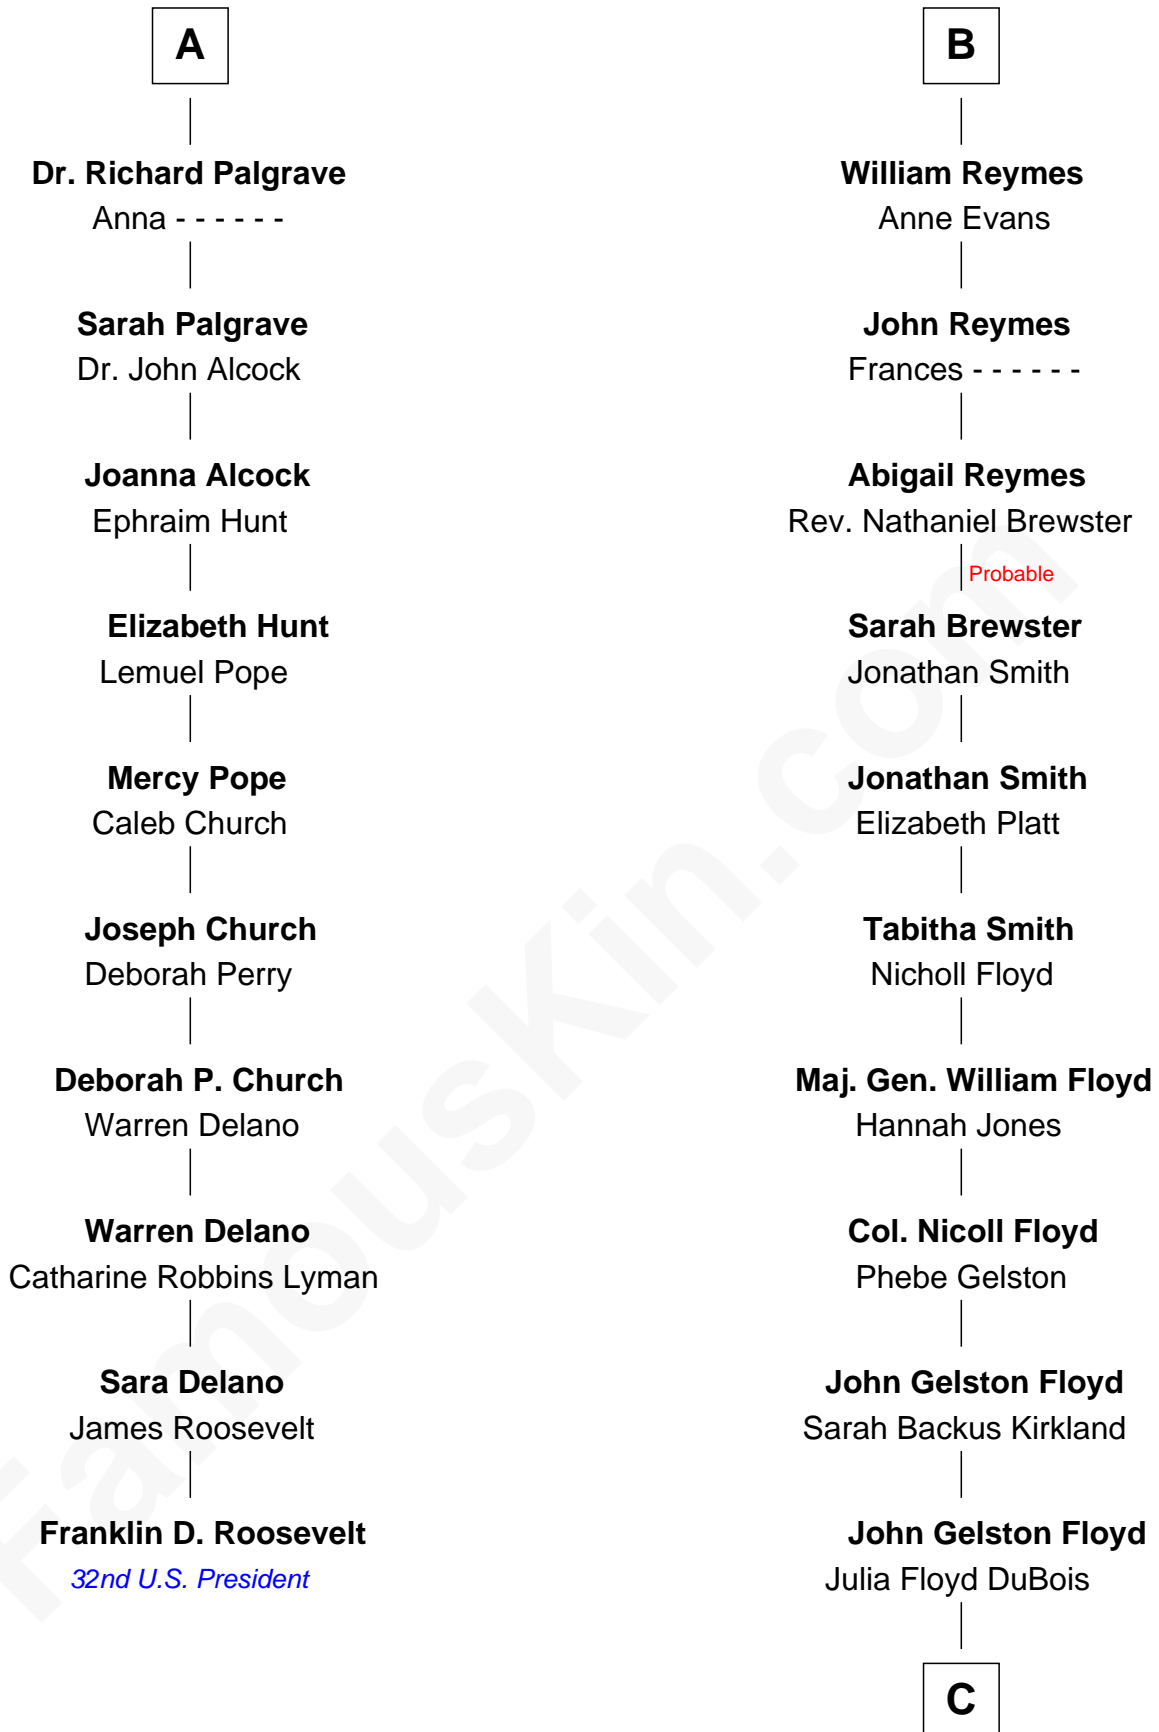 A
Dr. Richard Palgrave
Anna - - - - - -
Sarah Palgrave
Dr. John Alcock
Joanna Alcock
Ephraim Hunt
Elizabeth Hunt
Lemuel Pope
Mercy Pope
Caleb Church
Joseph Church
Deborah Perry
Deborah P. Church
Warren Delano
Warren Delano
Catharine Robbins Lyman
Sara Delano
James Roosevelt
Franklin D. Roosevelt
32nd U.S. President
B
William Reymes
Anne Evans
John Reymes
Frances - - - - - -
Abigail Reymes
Rev. Nathaniel Brewster
Probable
Sarah Brewster
Jonathan Smith
Jonathan Smith
Elizabeth Platt
Tabitha Smith
Nicholl Floyd
Maj. Gen. William Floyd
Hannah Jones
Col. Nicoll Floyd
Phebe Gelston
John Gelston Floyd
Sarah Backus Kirkland
John Gelston Floyd
Julia Floyd DuBois
C
FamousKin.com